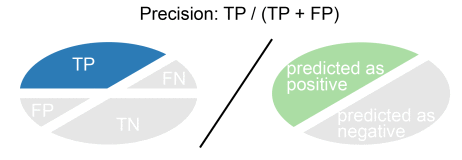 Precision: TP / (TP + FP)
TP
FN
FP
TN
predicted as
positive
predicted as
negative